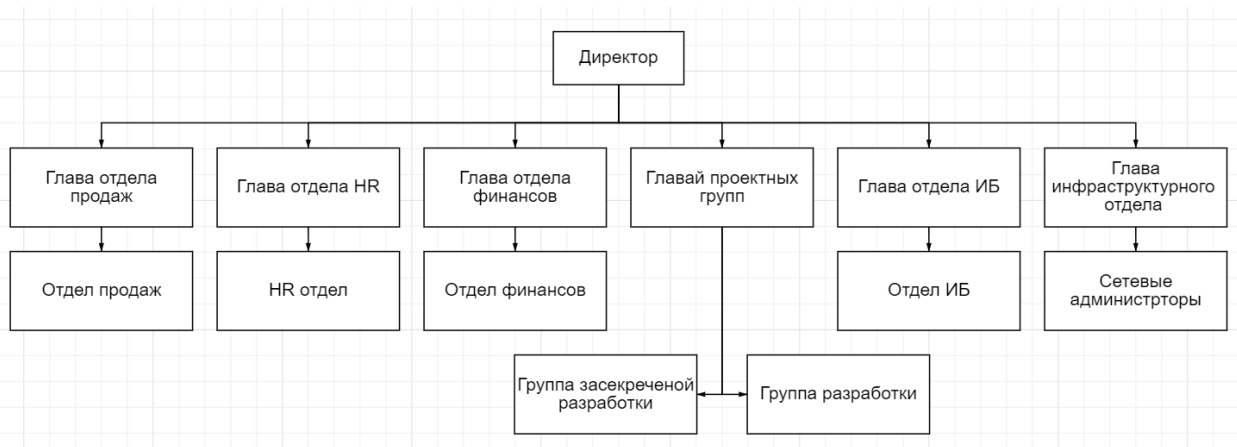 Директор
Глава отдела
продаж
Глава отдела HR
Глава отдела
финансов
Главай проектных
групп
Глава отдела ИБ
Глава
инфраструктурного
отдела
Отдел продаж
HR отдел
Отдел финансов
Отдел ИБ
Сетевые
администрторы
Группа засекреченой
разработки
Группа разработки